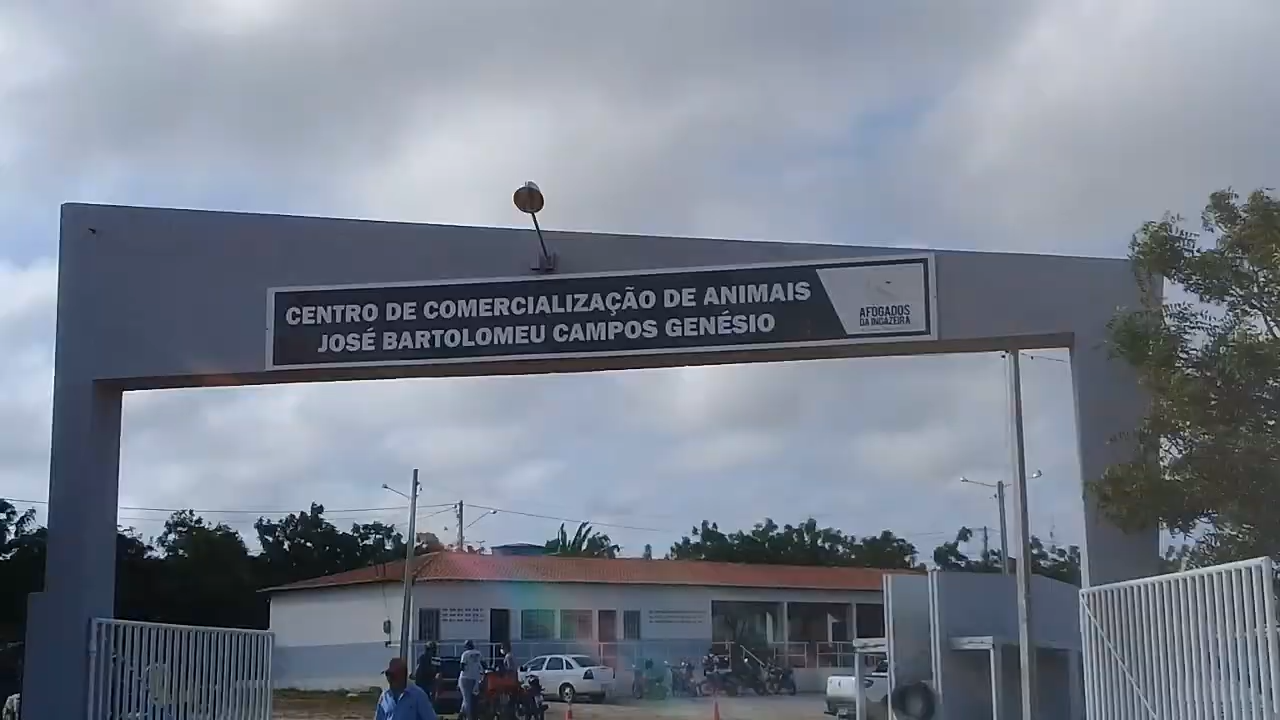 CENTRO DE COMERCIALIZAÇÃO DE ANIMAIS
JOSÉ BARTOLOMEU CAMPOS GENÉSIO
AFOGADOS
DA INGAZEIRA